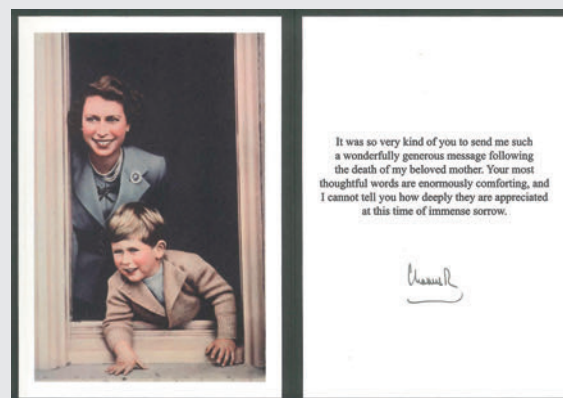 It was so very kind of you to send me such
a wonderfully generous message following
the death of my beloved mother. Your most
thoughtful words are enormously comforting, and
I cannot tell you how deeply they are appreciated
at this time of immense sorrow.
Charles R